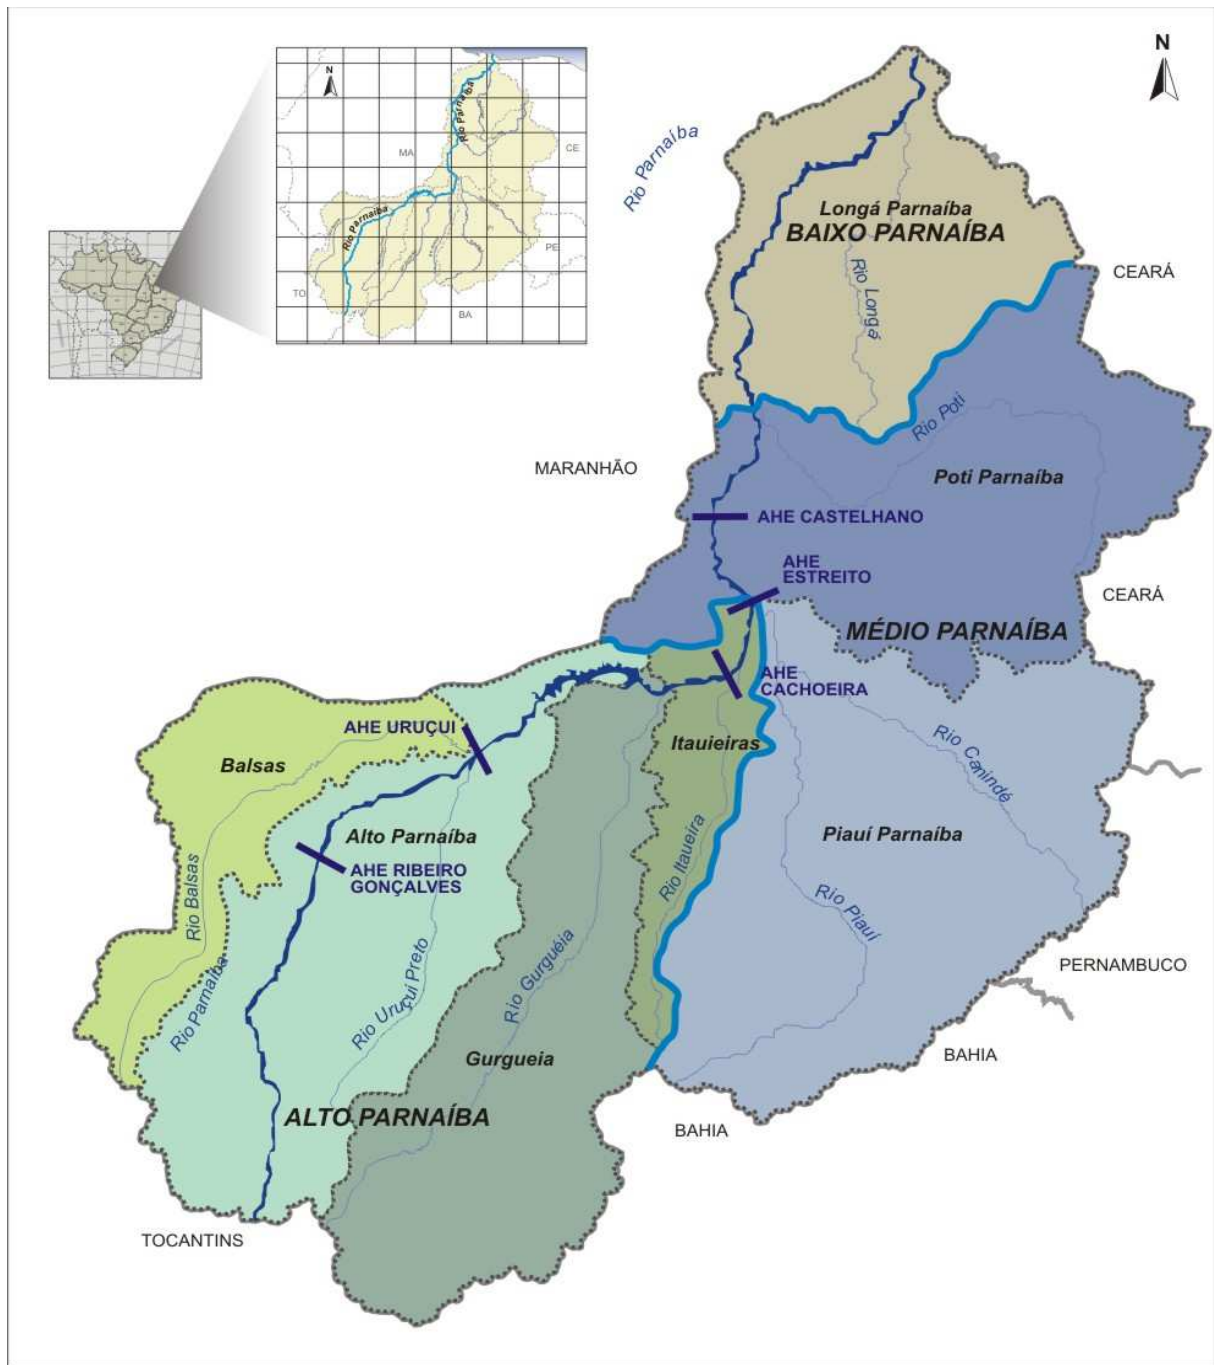 N
N
Rio Parnaíba
MA
CE
Rio Parnaíba
PI
PE
TO
BA
Rio Parnaíba
Longá Parnaíba
BAIXO PARNAÍBA
Rio Longá
CEARÁ
Rio Poti
MARANHÃO
Poti Parnaíba
AHE CASTELHANO
AHE
ESTREITO
CEARÁ
MÉDIO PARNAÍBA
AHE
CACHOEIRA
AHE URUÇUI
Itauieiras
Balsas
Rio Canindé
Alto Parnaíba
Piauí Parnaíba
AHE RIBEIRO
GONÇALVES
Rio Itaueira
Rio Balsas
Rio Piauí
Rio Parnaíba
Rio Uruçui Preto
Rio Gurguéia
PERNAMBUCO
Gurgueia
BAHIA
ALTO PARNAÍBA
BAHIA
TOCANTINS